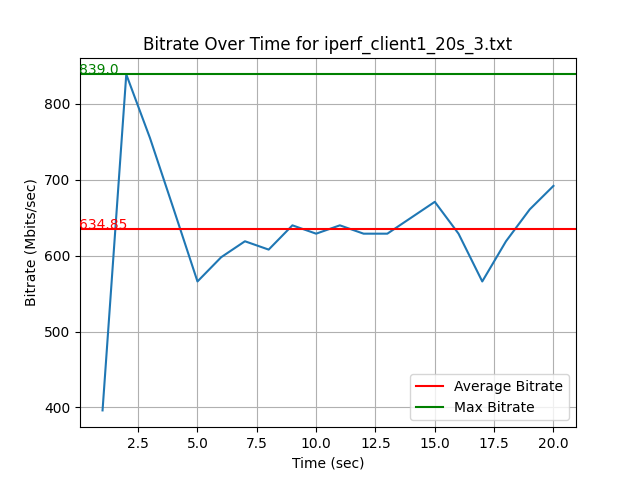 Bitrate Over Time for iperf_client1_20s_3.txt
839.0
800
700
634.85
600
500
400
Bitrate (Mbits/sec)
Average Bitrate
Max Bitrate
2.5 5.0 7.5 10.0 12.5 15.0 17.5 20.0
Time (sec)